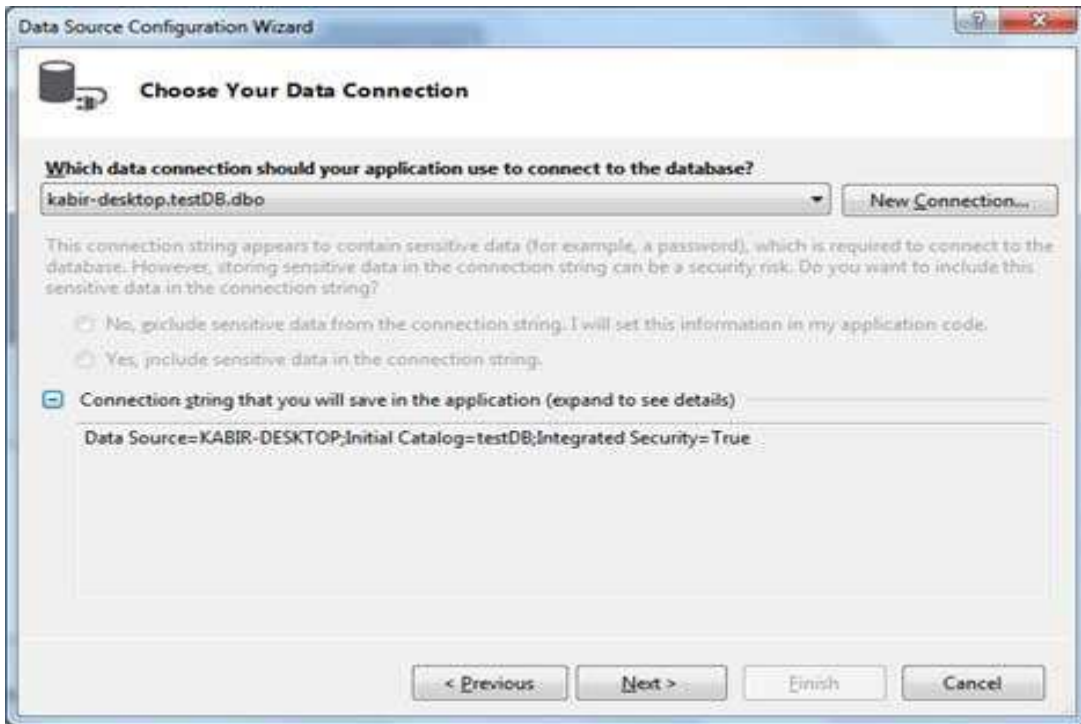 Data Source Configuration Wizard
Choose Your Data Connection
Which data connection should your application use to connect to the database?
kabir-desktop.testDB.dbo
New Connection...
This connection string appears to contain sensitive data (for example, a password), which is required to connect to the
database. However, storing sensitive data in the connection string can be a security risk. Do you want to include this
sensitive data in the connection string?
No, exclude sensitive data from the connection string. I will set this information in my application code.
Yes, include sensitive data in the connection string.
Connection string that you will save in the application (expand to see details)
Data Source=KABIR-DESKTOP;Initial Catalog=testDB;Integrated Security=True
< Previous
Next >
Finish
Cancel